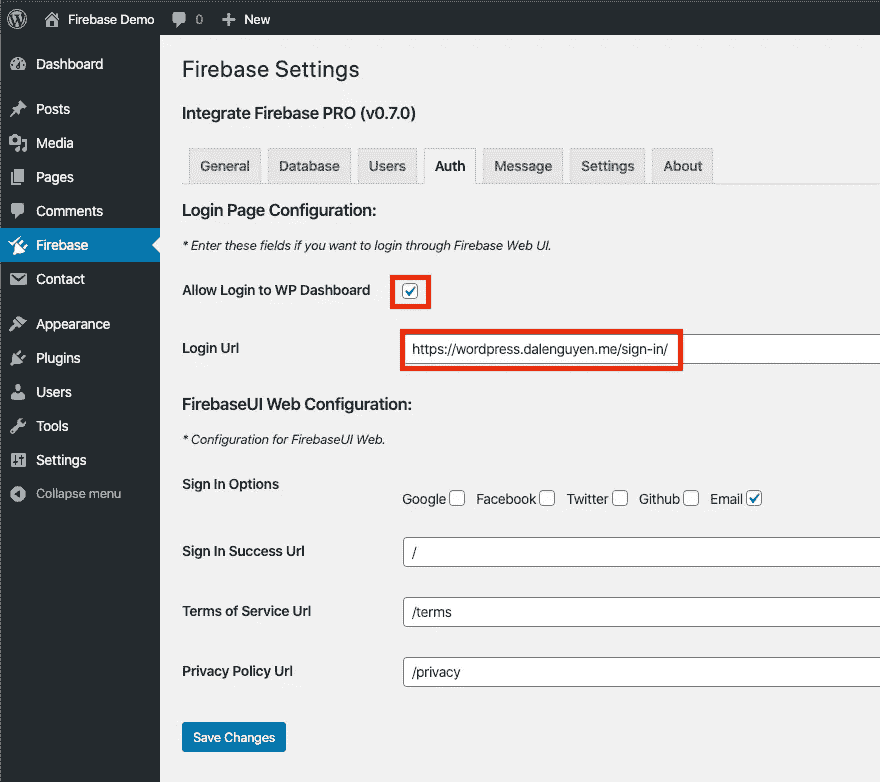 Firebase Demo 0 New
Dashboard
Posts
Media
Pages
Comments
Firebase
Contact
Appearance
Plugins
Users
Tools
Settings
Collapse menu
Firebase Settings
Integrate Firebase PRO (v0.7.0)
General Database Users Auth Message Settings About
Login Page Configuration:
* Enter these fields if you want to login through Firebase Web UI.
Allow Login to WP Dashboard
Login Url https://wordpress.dalenguyen.me/sign-in/
FirebaseUI Web Configuration:
* Configuration for FirebaseUI Web.
Sign In Options
Google Facebook Twitter Github Email
Sign In Success Url /
Terms of Service Url /terms
Privacy Policy Url /privacy
Save Changes